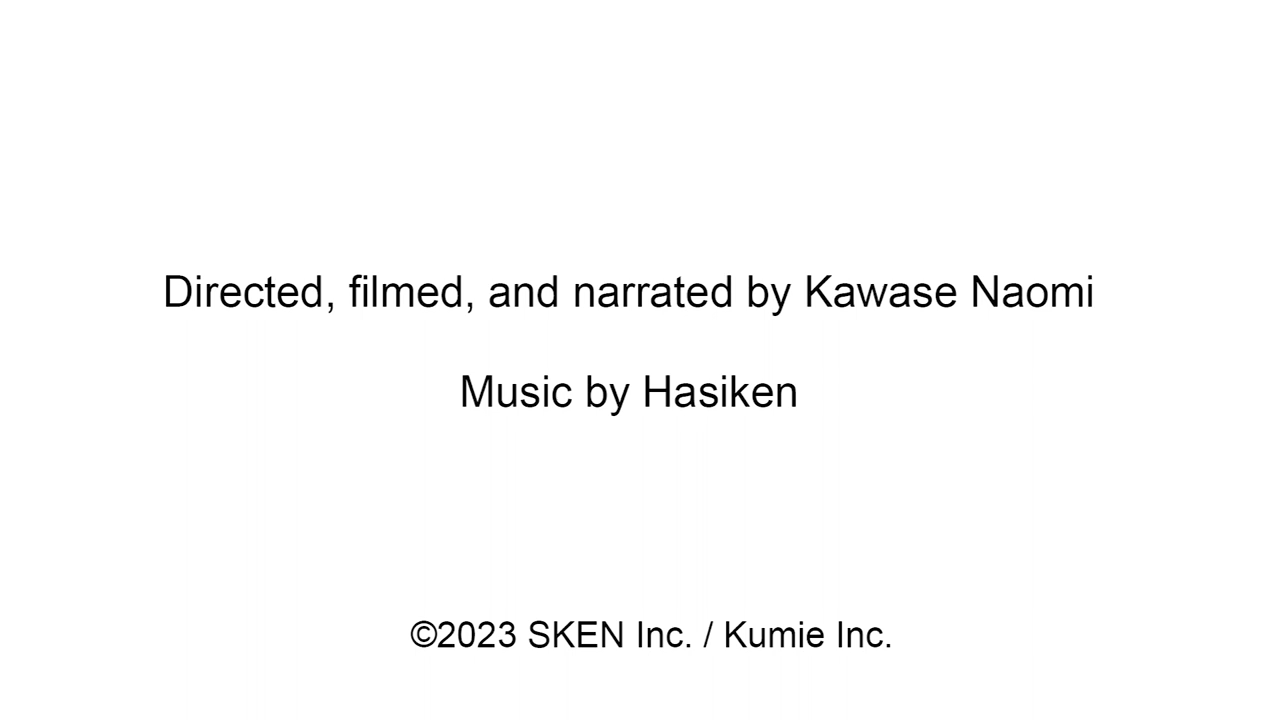 Directed, filmed, and narrated by Kawase Naomi
Music by Hasiken
©2023 SKEN Inc. / Kumie Inc.